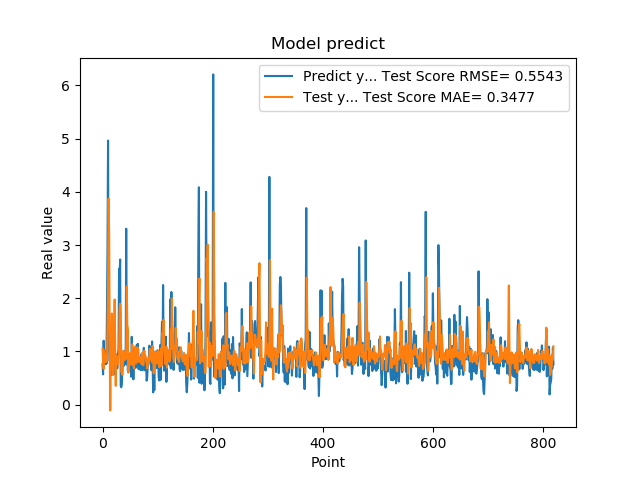 Model predict
Predict y... Test Score RMSE= 0.5543
Test y... Test Score MAE= 0.3477
Real value
6
5
4
3
2
1
0
0 200 400 600 800
Point